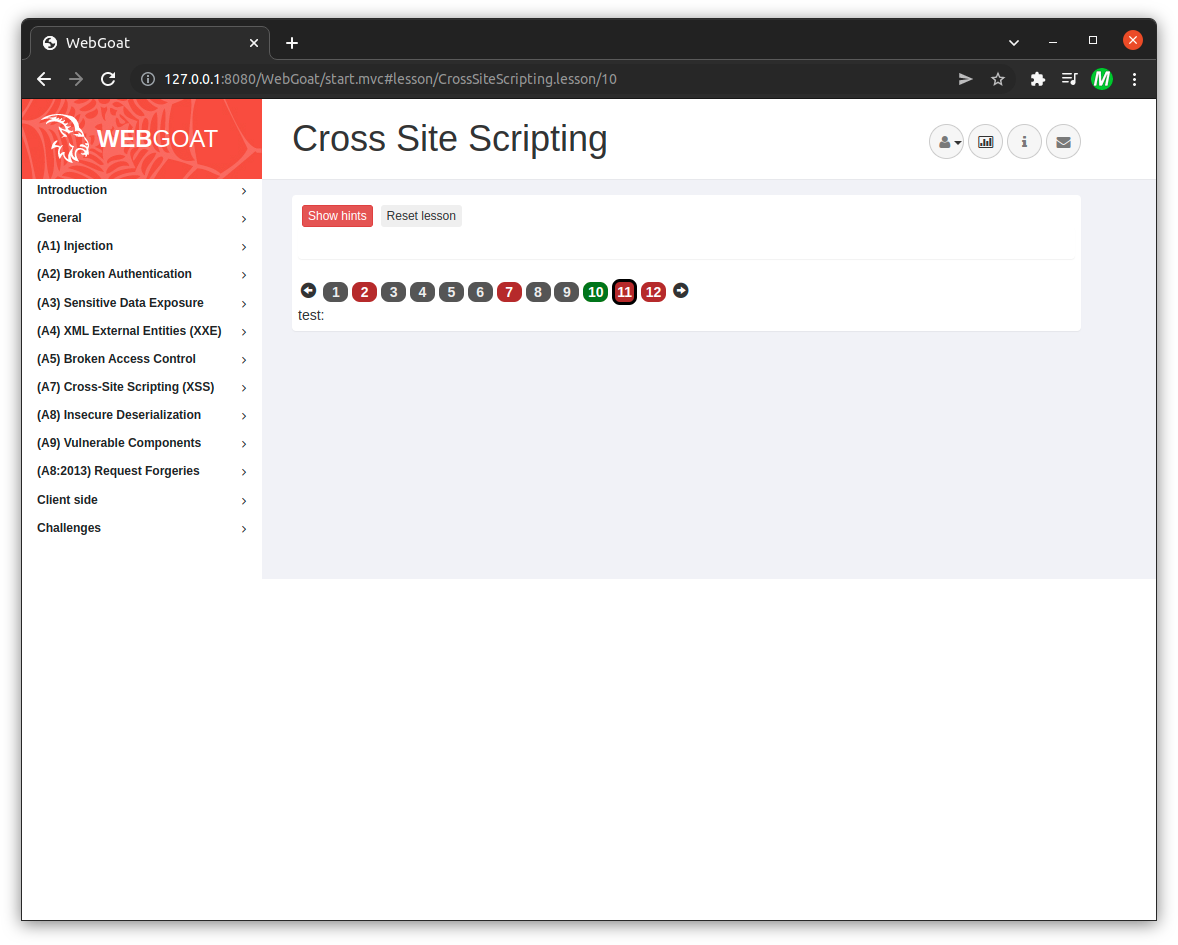 WebGoat
127.0.0.1:8080/WebGoat/start.mvc#lesson/CrossSiteScripting.lesson/10
M
WEBGOAT
Cross Site Scripting
Introduction
General
(A1) Injection
(A2) Broken Authentication
(A3) Sensitive Data Exposure
(A4) XML External Entities (XXE)
(A5) Broken Access Control
(A7) Cross-Site Scripting (XSS)
(A8) Insecure Deserialization
(A9) Vulnerable Components
(A8:2013) Request Forgeries
Client side
Challenges
Show hints Reset lesson
1 2 3 4 5 6 7 8 9 10 11 12
test: